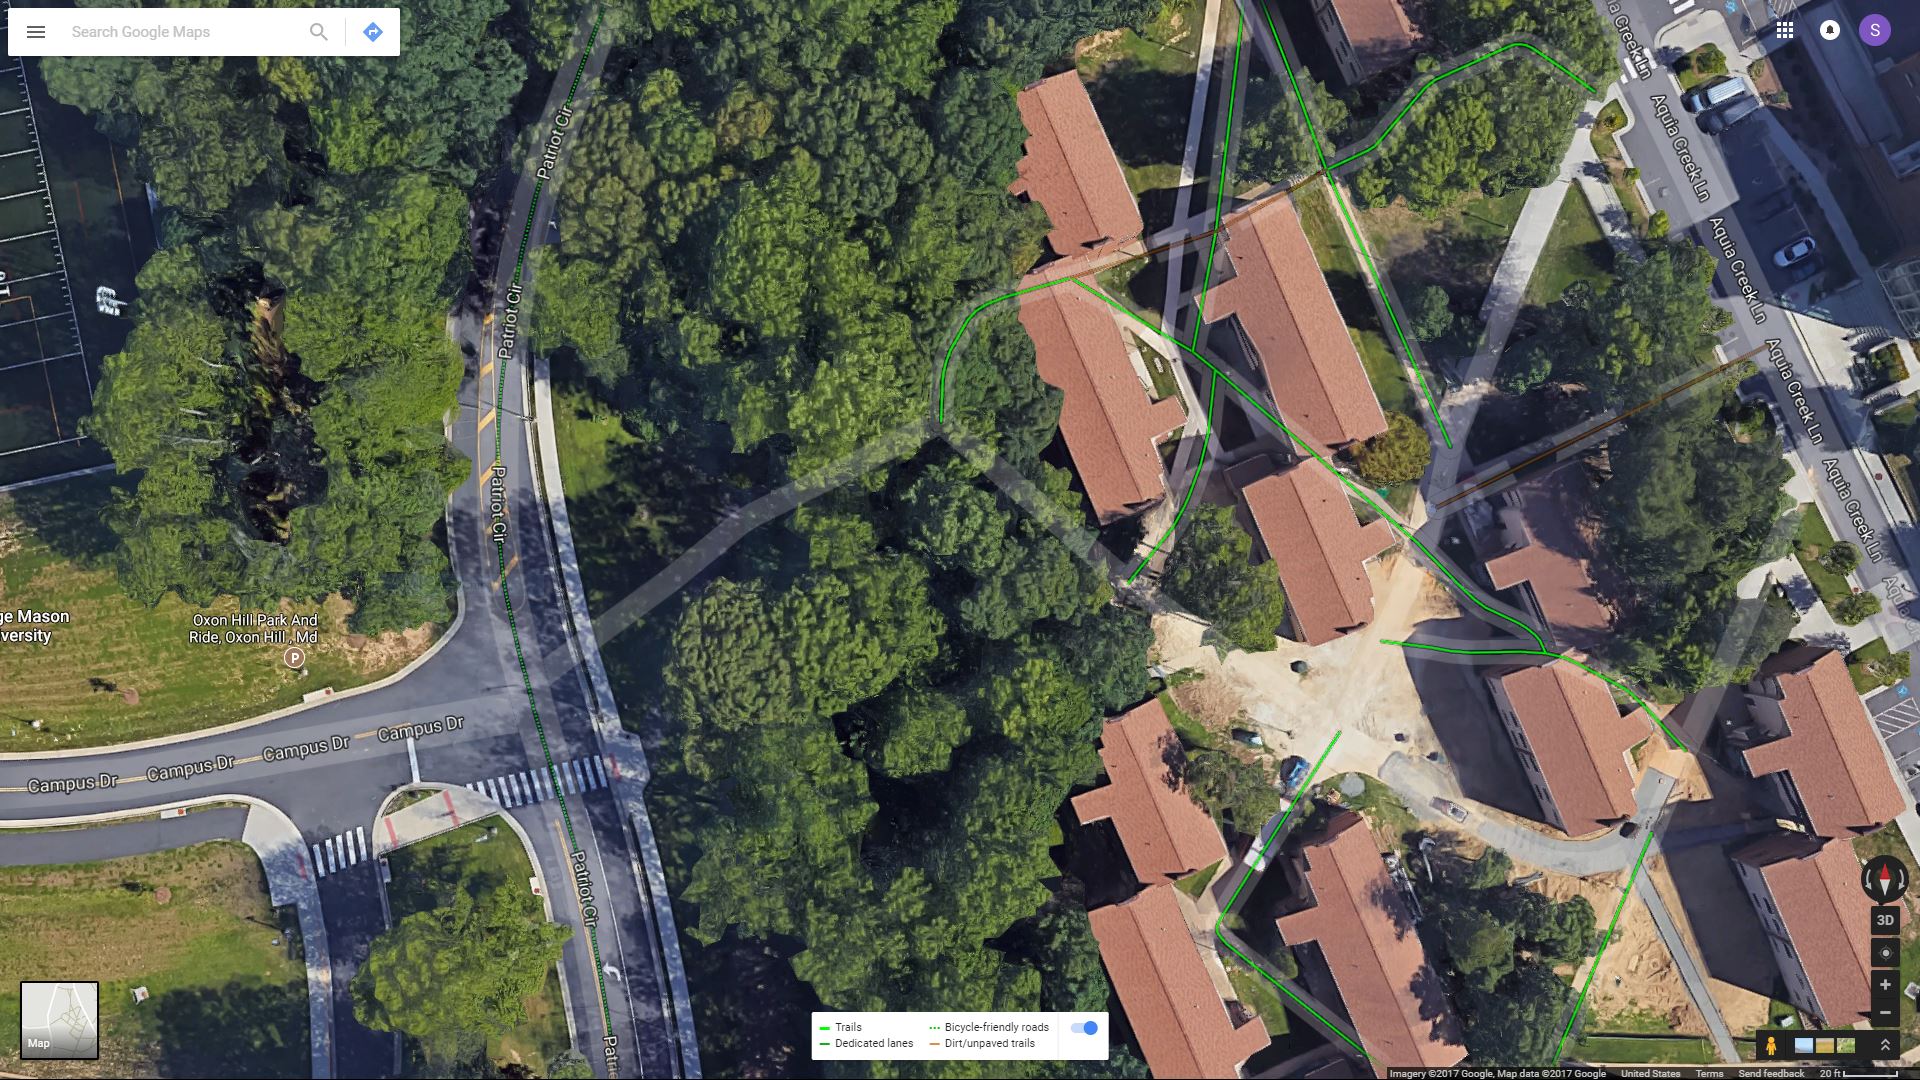 Search Google Maps
S
Patriot Cir
Patriot Cir
Patriot Cir
Patriot Cir
Aquia Creek Ln
Aquia Creek Ln
Aquia Creek Ln
Aquia Creek Ln
ge Mason
versity
Oxon Hill Park And
Ride, Oxon Hill , Md
P
Campus Dr
Campus Dr
Campus Dr
Campus Dr
Trails
Bicycle-friendly roads
Dedicated lanes
Dirt/unpaved trails
3D
Map
Imagery ©2017 Google, Map data ©2017 Google
United States
Terms
Send feedback
20 ft